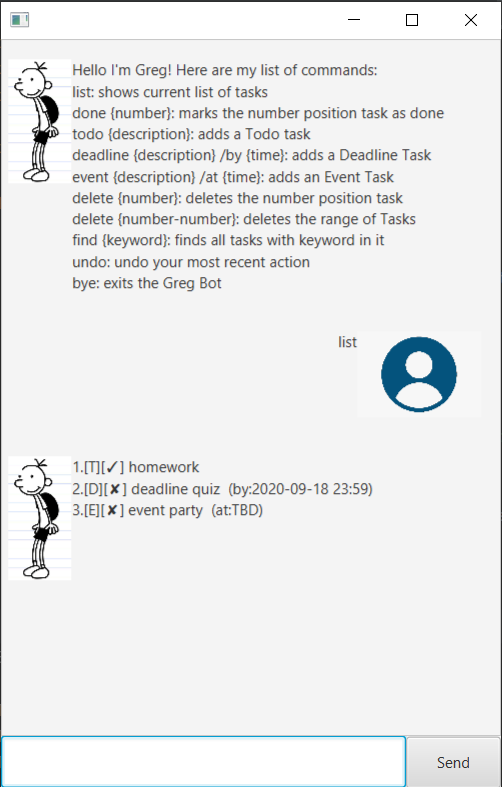 Hello I'm Greg! Here are my list of commands:
list: shows current list of tasks
done {number}: marks the number position task as done
todo {description}: adds a Todo task
deadline {description} /by {time}: adds a Deadline Task
event {description} /at {time}: adds an Event Task
delete {number}: deletes the number position task
delete {number-number}: deletes the range of Tasks
find {keyword}: finds all tasks with keyword in it
undo: undo your most recent action
bye: exits the Greg Bot
list
1.[T][✓] homework
2.[D][✘] deadline quiz  (by:2020-09-18 23:59)
3.[E][✘] event party  (at:TBD)
Send